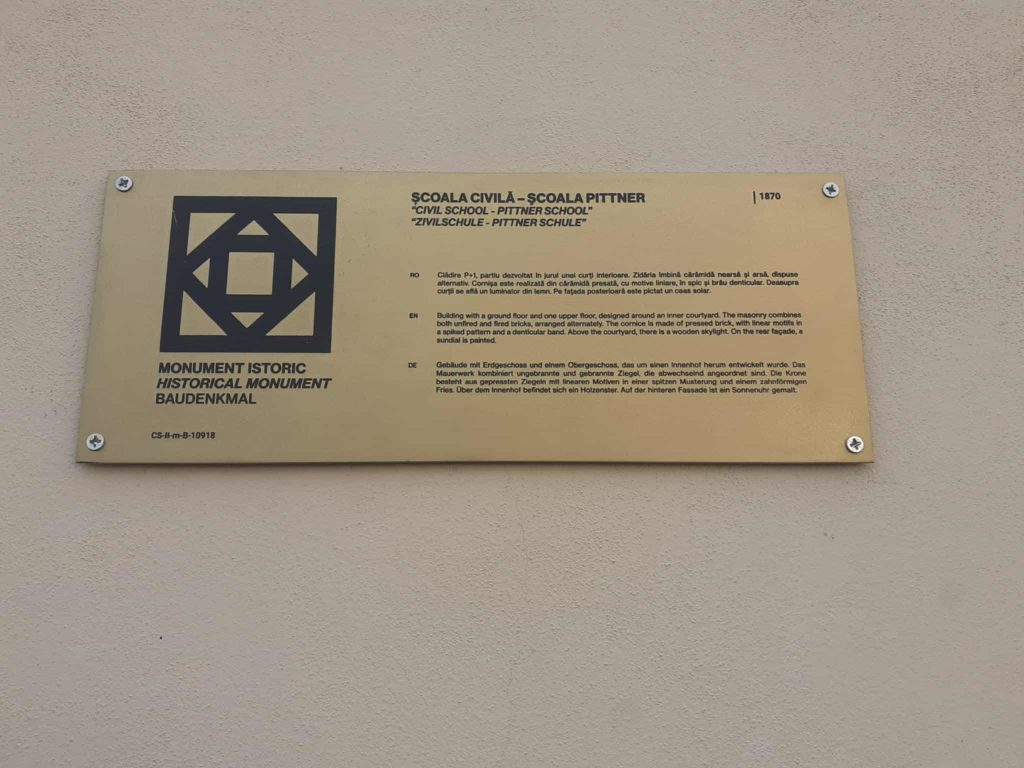 ȘCOALA CIVILĂ – ȘCOALA PITTNER
"CIVIL SCHOOL - PITTNER SCHOOL"
"ZIVILSCHULE - PITTNER SCHULE"
| 1870
RO Clădire P+1, partiu dezvoltat în jurul unei curți interioare. Zidăria îmbină cărămidă nearsă și arsă, dispuse
alternativ. Cornișa este realizată din cărămidă presată, cu motive liniare, în spic și brâu denticular. Deasupra
curții se află un luminator din lemn. Pe fațada posterioară este pictat un ceas solar.
EN Building with a ground floor and one upper floor, designed around an inner courtyard. The masonry combines
both unfired and fired bricks, arranged alternately. The cornice is made of pressed brick, with linear motifs in
a spiked pattern and a denticular band. Above the courtyard, there is a wooden skylight. On the rear façade, a
sundial is painted.
DE Gebäude mit Erdgeschoss und einem Obergeschoss, das um einen Innenhof herum entwickelt wurde. Das
Mauerwerk kombiniert ungebrannte und gebrannte Ziegel, die abwechselnd angeordnet sind. Die Krone
besteht aus gepressten Ziegeln mit linearen Motiven in einer spitzen Musterung und einem zahnförmigen
Fries. Über dem Innenhof befindet sich ein Holzenster. Auf der hinteren Fassade ist ein Sonnenuhr gemalt.
MONUMENT ISTORIC
HISTORICAL MONUMENT
BAUDENKMAL
CS-II-m-B-10918